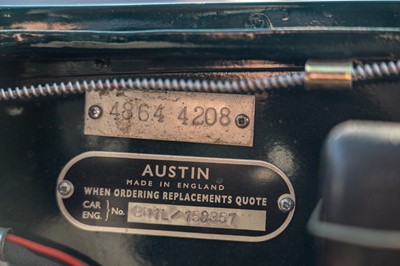 4864 4208
AUSTIN
MADE IN ENGLAND
WHEN ORDERING REPLACEMENTS QUOTE
CAR
ENG. } No.